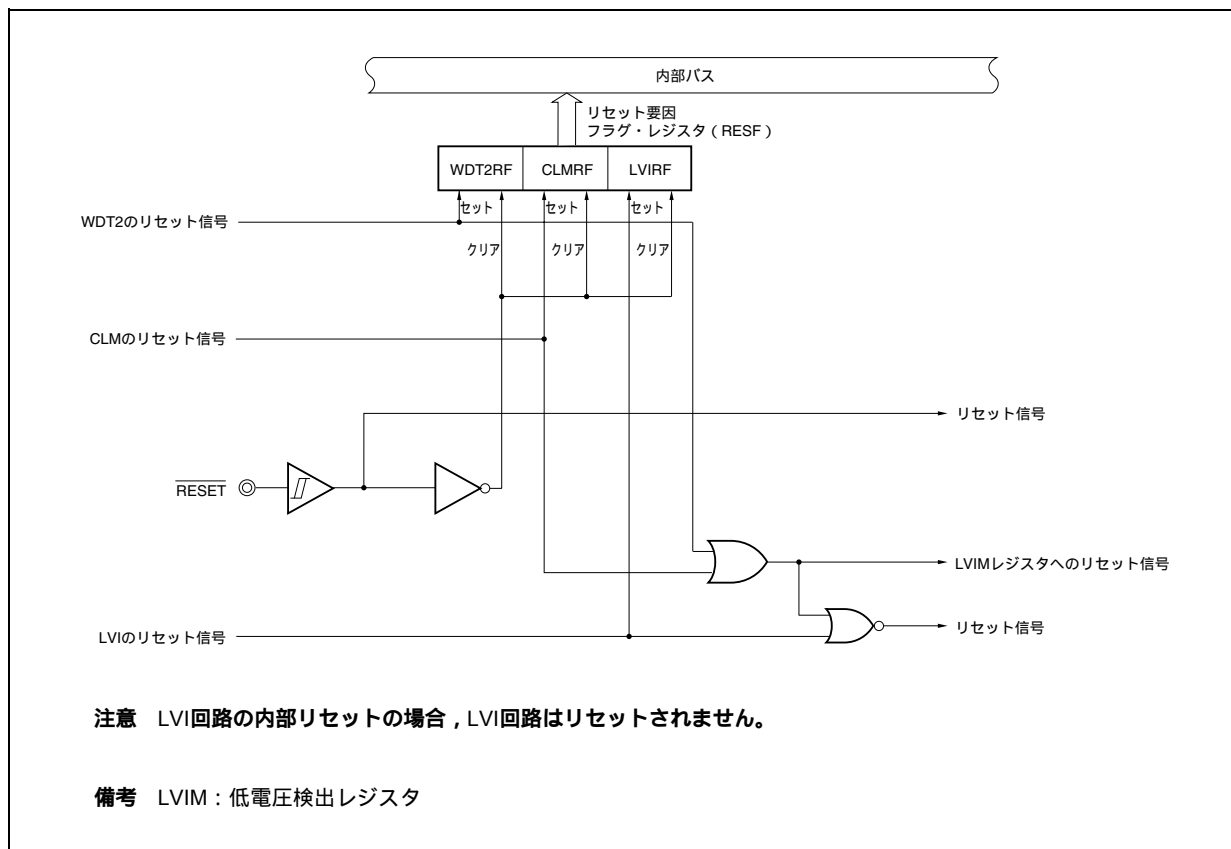 内部バス
リセット要因
フラグ・レジスタ（RESF）
WDT2RF CLMRF LVIRF
セット セット セット
WDT2のリセット信号
クリア クリア クリア
CLMのリセット信号
リセット信号
RESET
LVIMレジスタへのリセット信号
LVIのリセット信号
リセット信号
注意 LVI回路の内部リセットの場合，LVI回路はリセットされません。
備考 LVIM：低電圧検出レジスタ